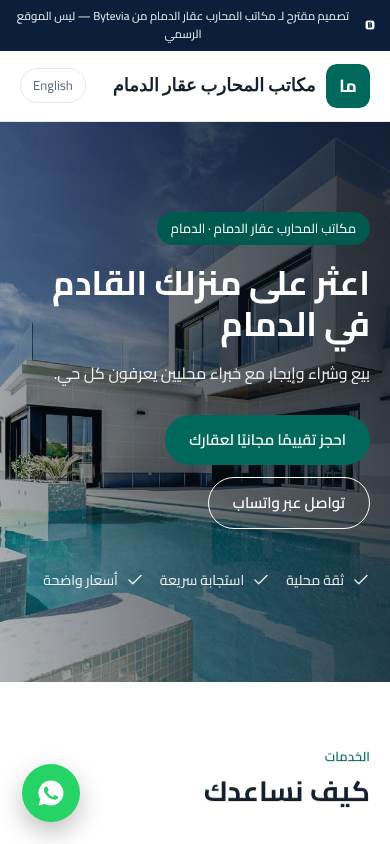 تصميم مقترح لـ مكاتب المحارب عقار الدمام من Bytevia — ليس الموقع
الرسمي
ما
مكاتب المحارب عقار الدمام
English
مكاتب المحارب عقار الدمام · الدمام
اعثر على منزلك القادم
في الدمام
بيع وشراء وإيجار مع خبراء محليين يعرفون كل حي.
احجز تقييمًا مجانيًا لعقارك
تواصل عبر واتساب
ثقة محلية استجابة سريعة أسعار واضحة
الخدمات
كيف نساعدك